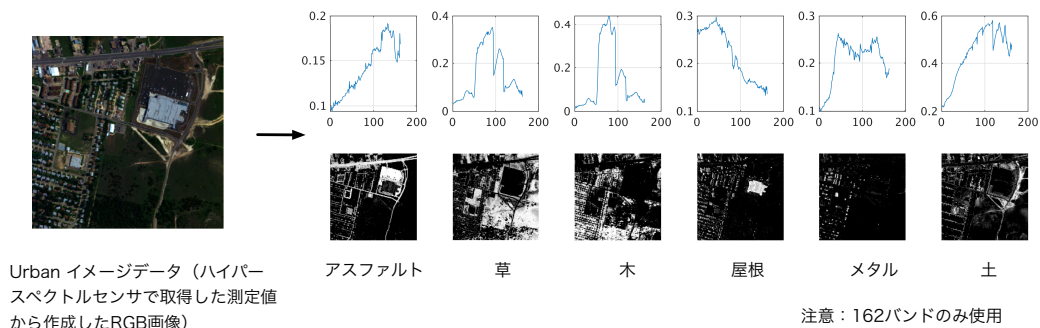 0.2
0.15
0.1
0 100 200
0.4
0.2
0
0 100 200
0.4
0.2
0
0 100 200
0.3
0.2
0.1
0 100 200
0.3
0.2
0.1
0 100 200
0.6
0.4
0.2
0 100 200
Urban イメージデータ（ハイパー
スペクトルセンサで取得した測定値
から作成したRGB画像）
アスファルト
草
木
屋根
メタル
土
注意：162バンドのみ使用